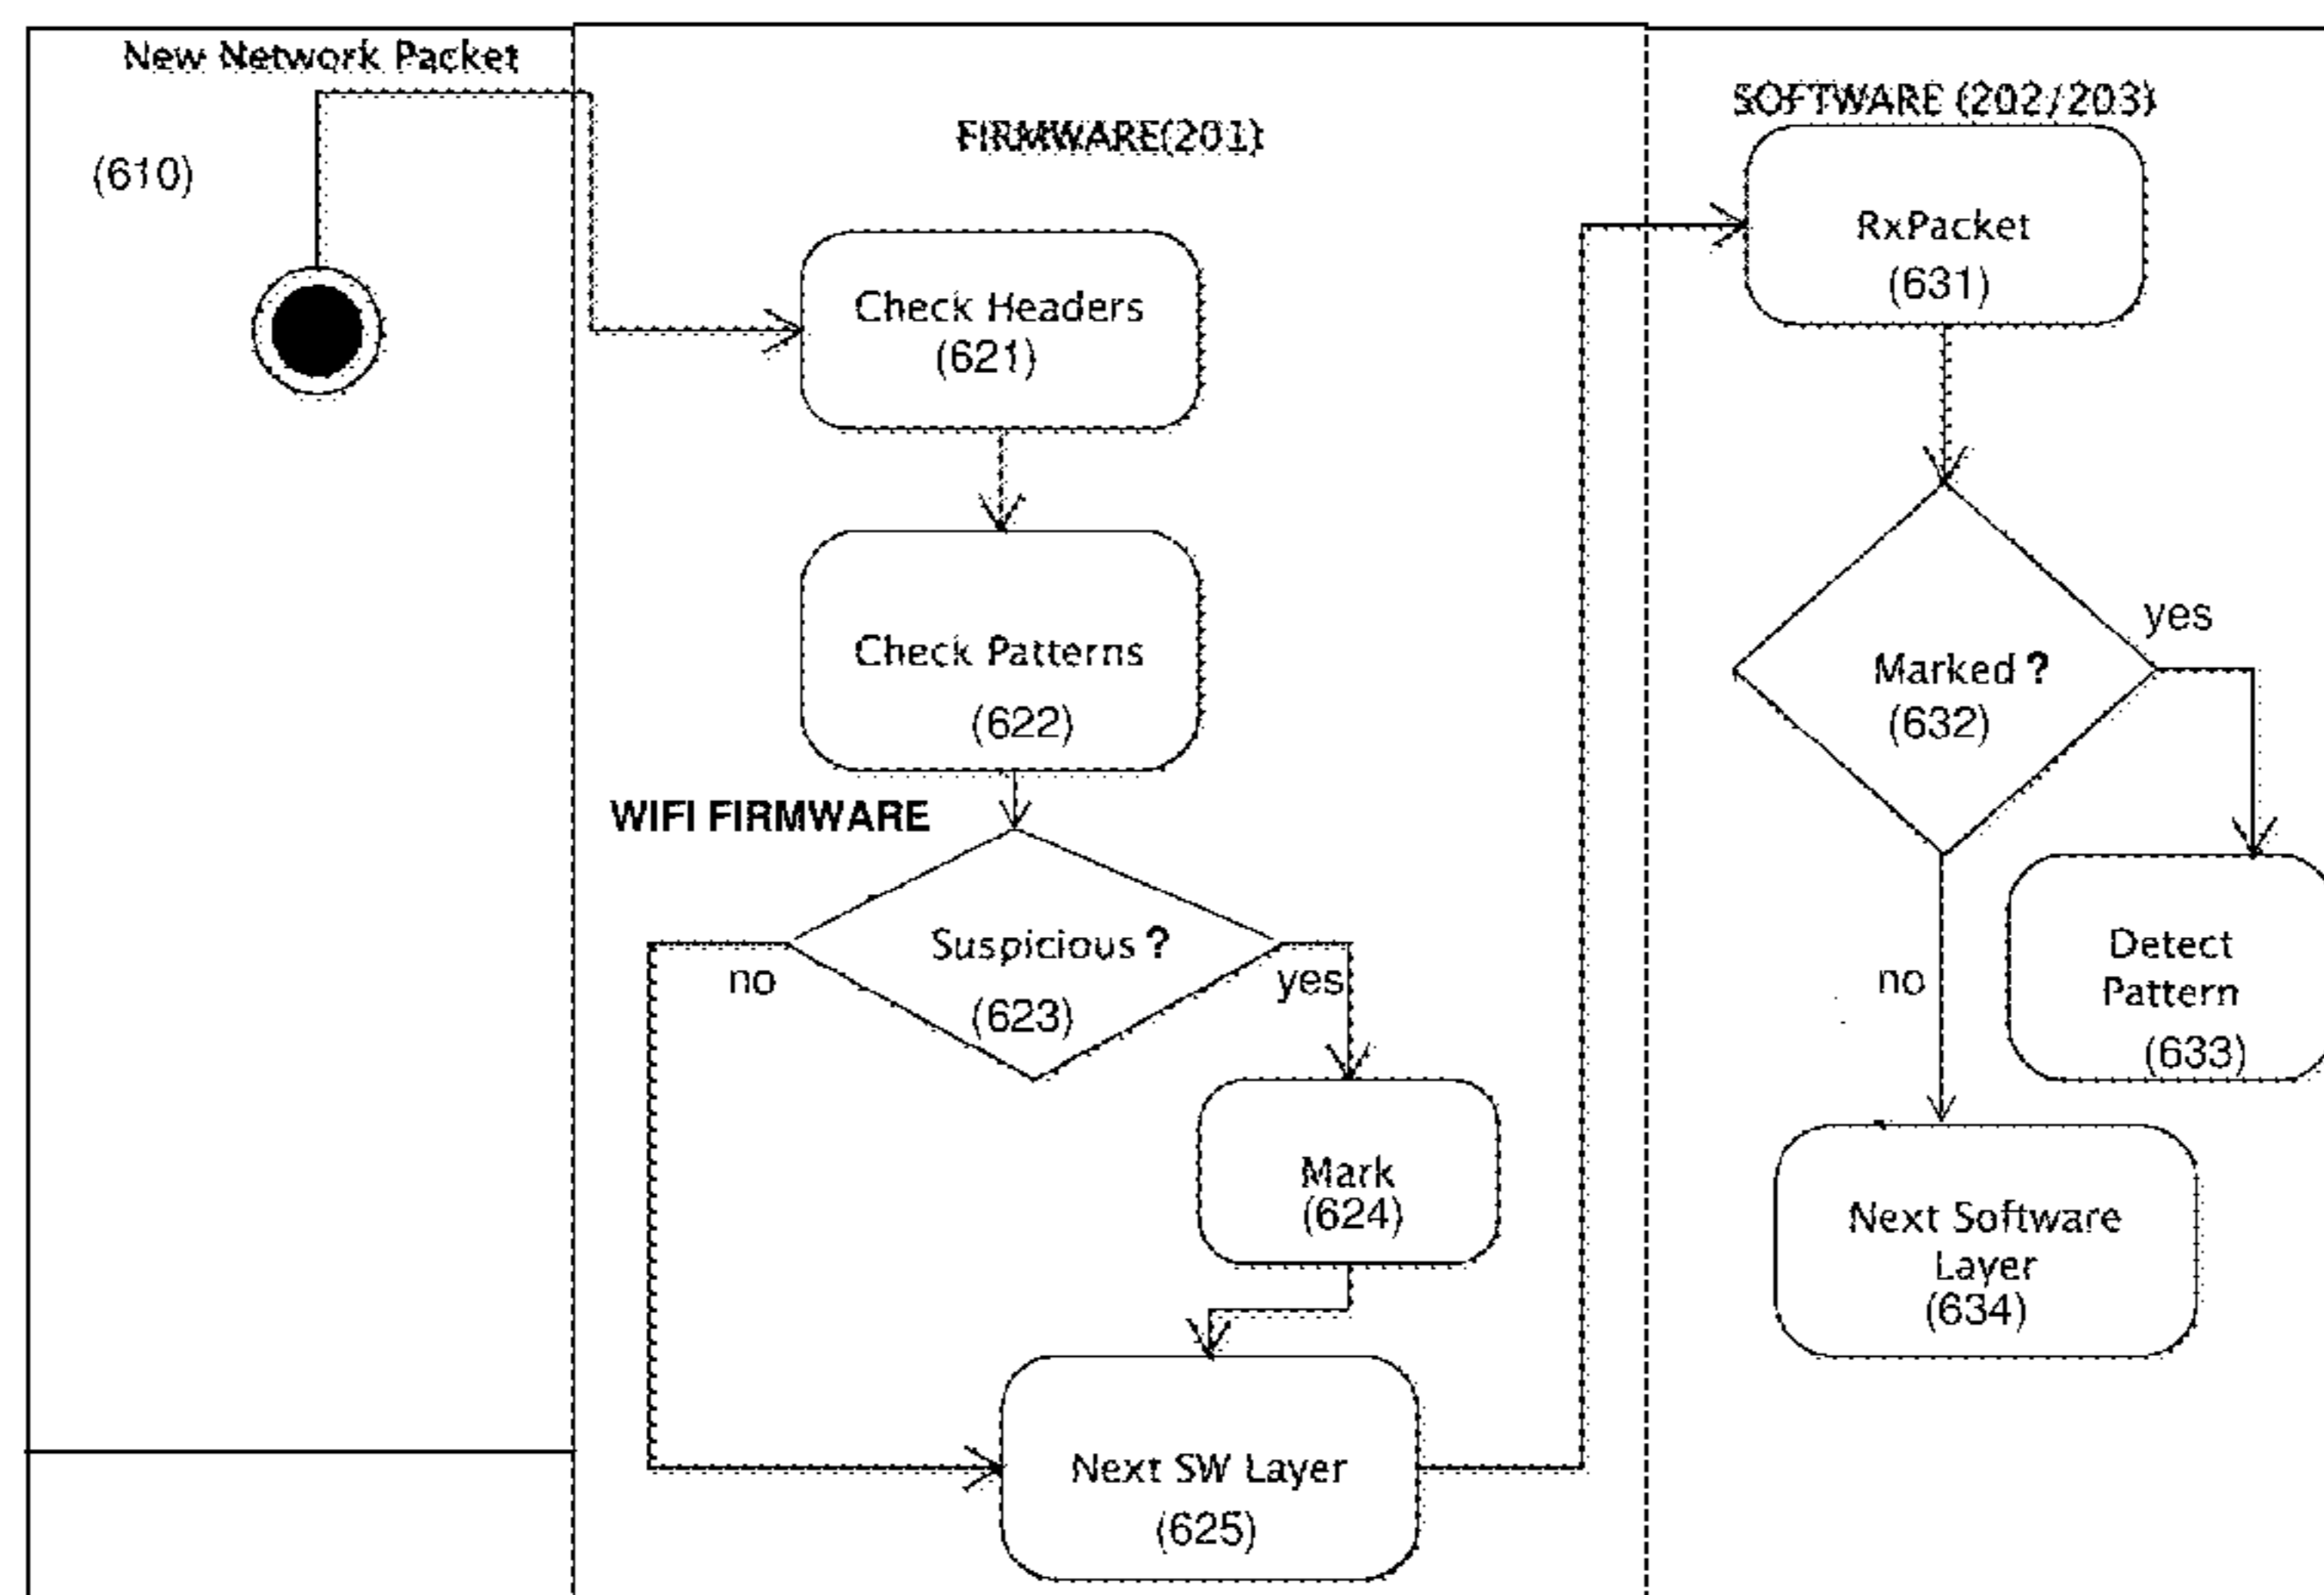 New Network Packet
(610)
FIRMWARE(201)
Check Headers
(621)
Check Patterns
(622)
WIFI FIRMWARE
Suspicious ?
(623)
no
yes
Mark
(624)
Next SW Layer
(625)
SOFTWARE (202/203)
RxPacket
(631)
Marked ?
(632)
yes
no
Detect
Pattern
(633)
Next Software
Layer
(634)